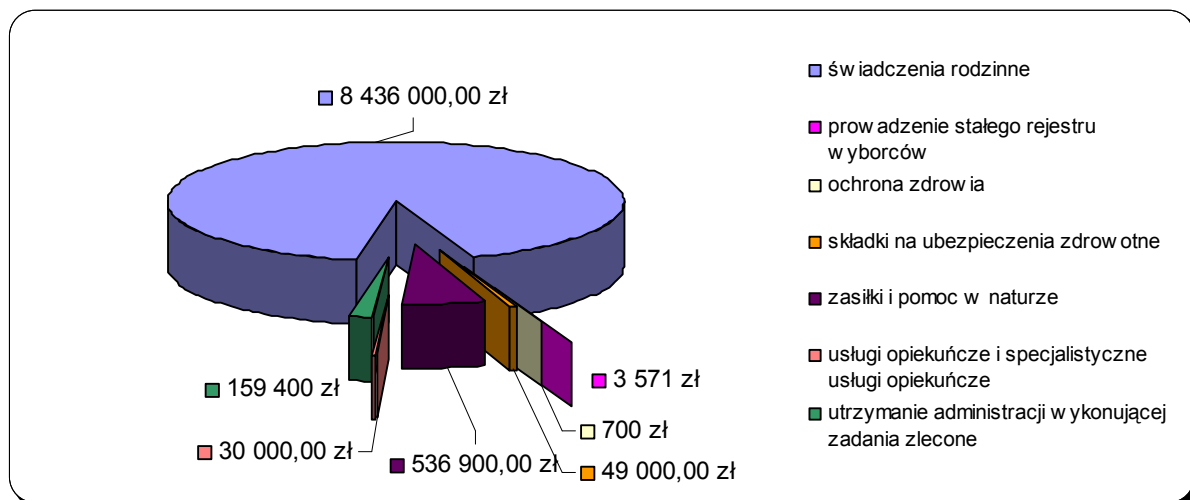 8 436 000,00 zł
159 400 zł
30 000,00 zł
536 900,00 zł
49 000,00 zł
700 zł
3 571 zł
świadczenia rodzinne
prowadzenie stałego rejestru
wyborców
ochrona zdrowia
składki na ubezpieczenia zdrowotne
zasiłki i pomoc w naturze
usługi opiekuńcze i specjalistyczne
usługi opiekuńcze
utrzymanie administracji wykonującej
zadania zlecone